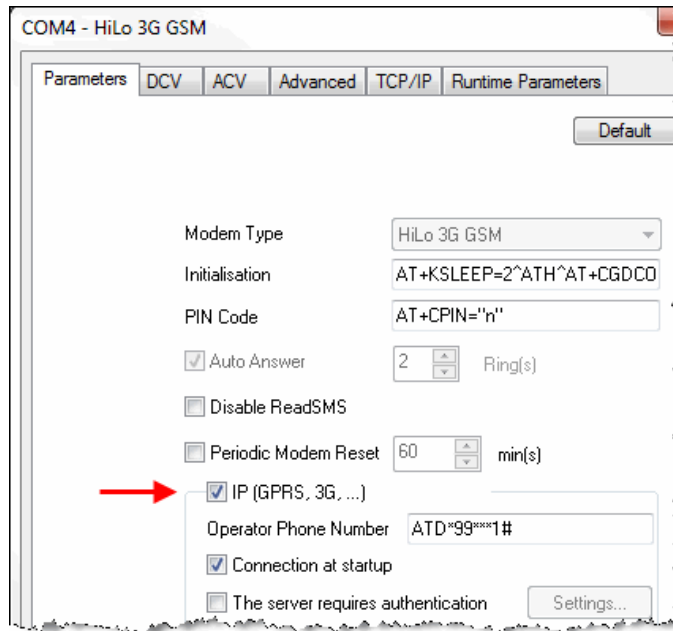 COM4 - HiLo 3G GSM
Parameters DCV ACV Advanced TCP/IP Runtime Parameters
Default
Modem Type HiLo 3G GSM
Initialisation AT+KSLEEP=2^ATH^AT+CGDCO
PIN Code AT+CPIN="n"
Auto Answer 2 Ring(s)
Disable ReadSMS
Periodic Modem Reset 60 min(s)
IP (GPRS, 3G, ...)
Operator Phone Number ATD*99***1#
Connection at startup
The server requires authentication Settings...